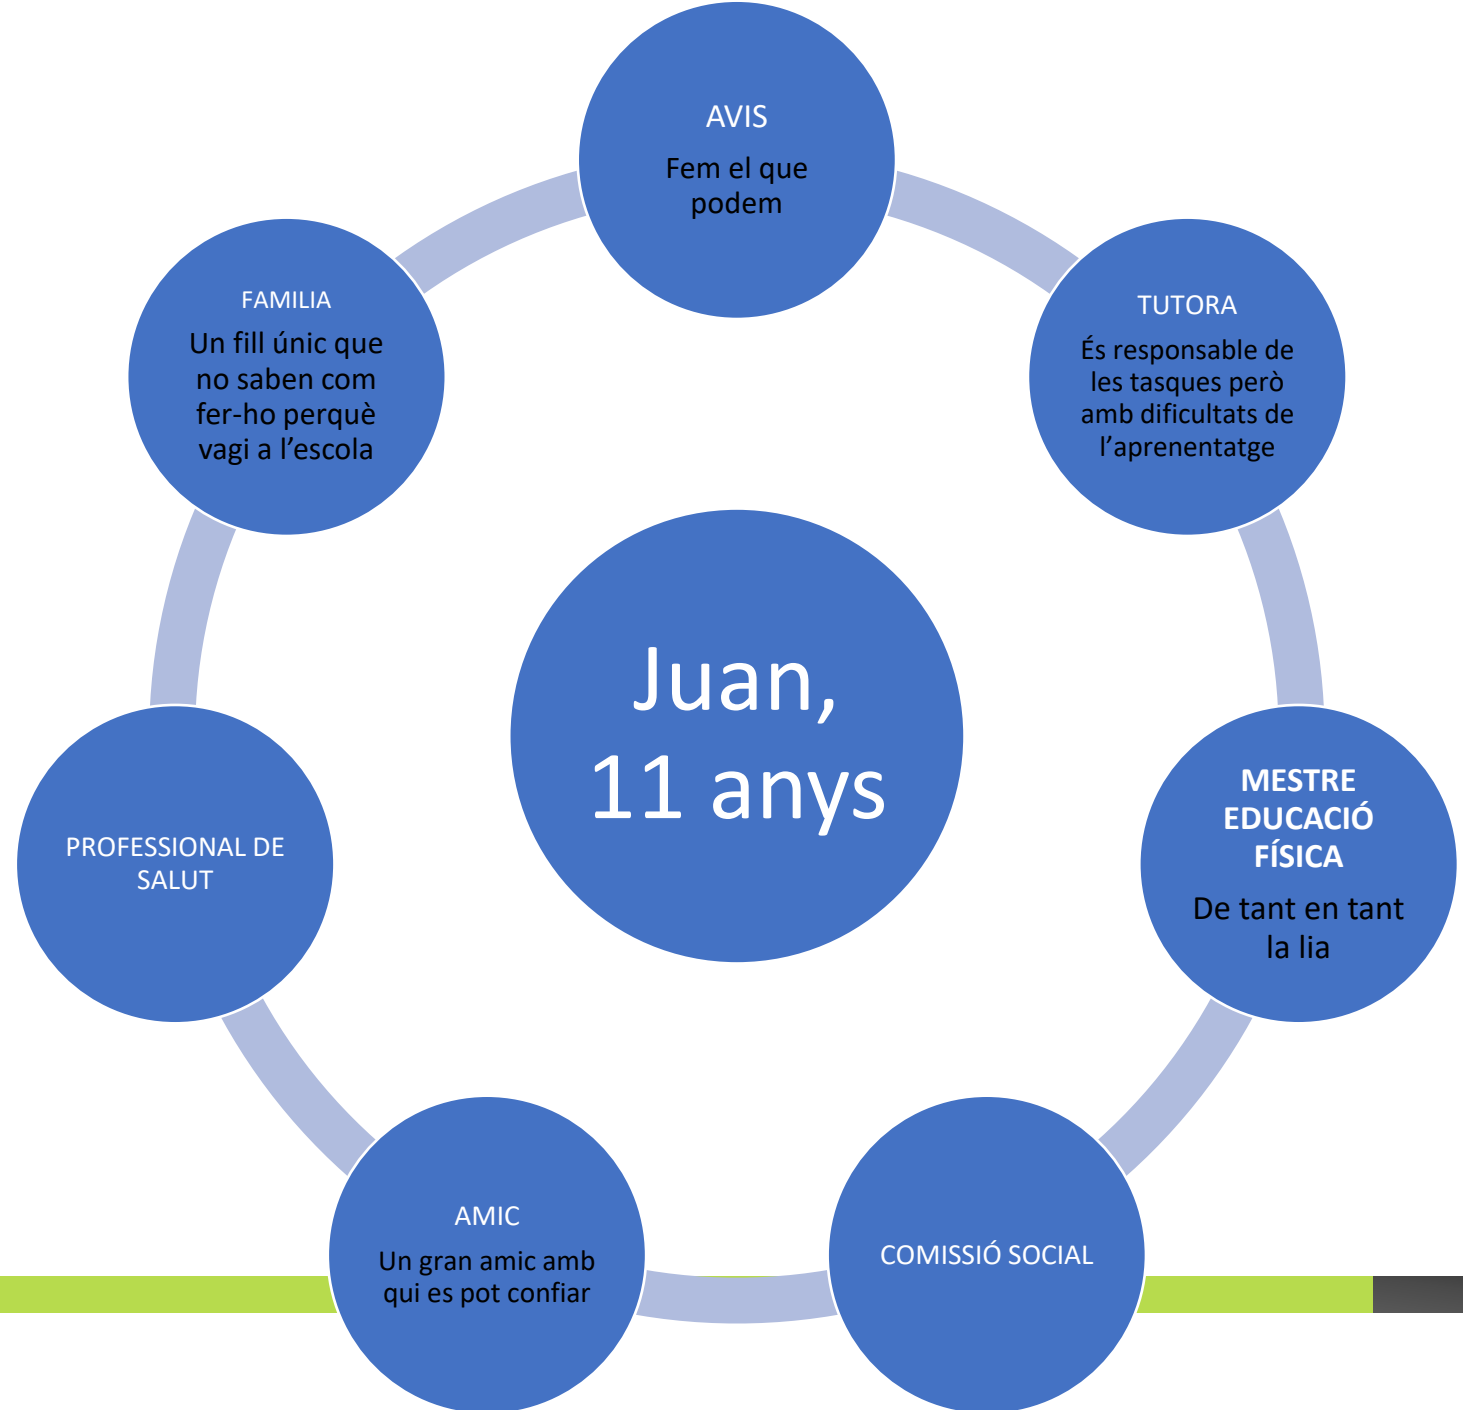 AVIS
Fem el que
podem
TUTORA
És responsable de
les tasques però
amb dificultats de
l’aprenentatge
MESTRE
EDUCACIÓ
FÍSICA
De tant en tant
la lia
COMISSIÓ SOCIAL
AMIC
Un gran amic amb
qui es pot confiar
PROFESSIONAL DE
SALUT
FAMILIA
Un fill únic que
no saben com
fer-ho perquè
vagi a l’escola
Juan,
11 anys